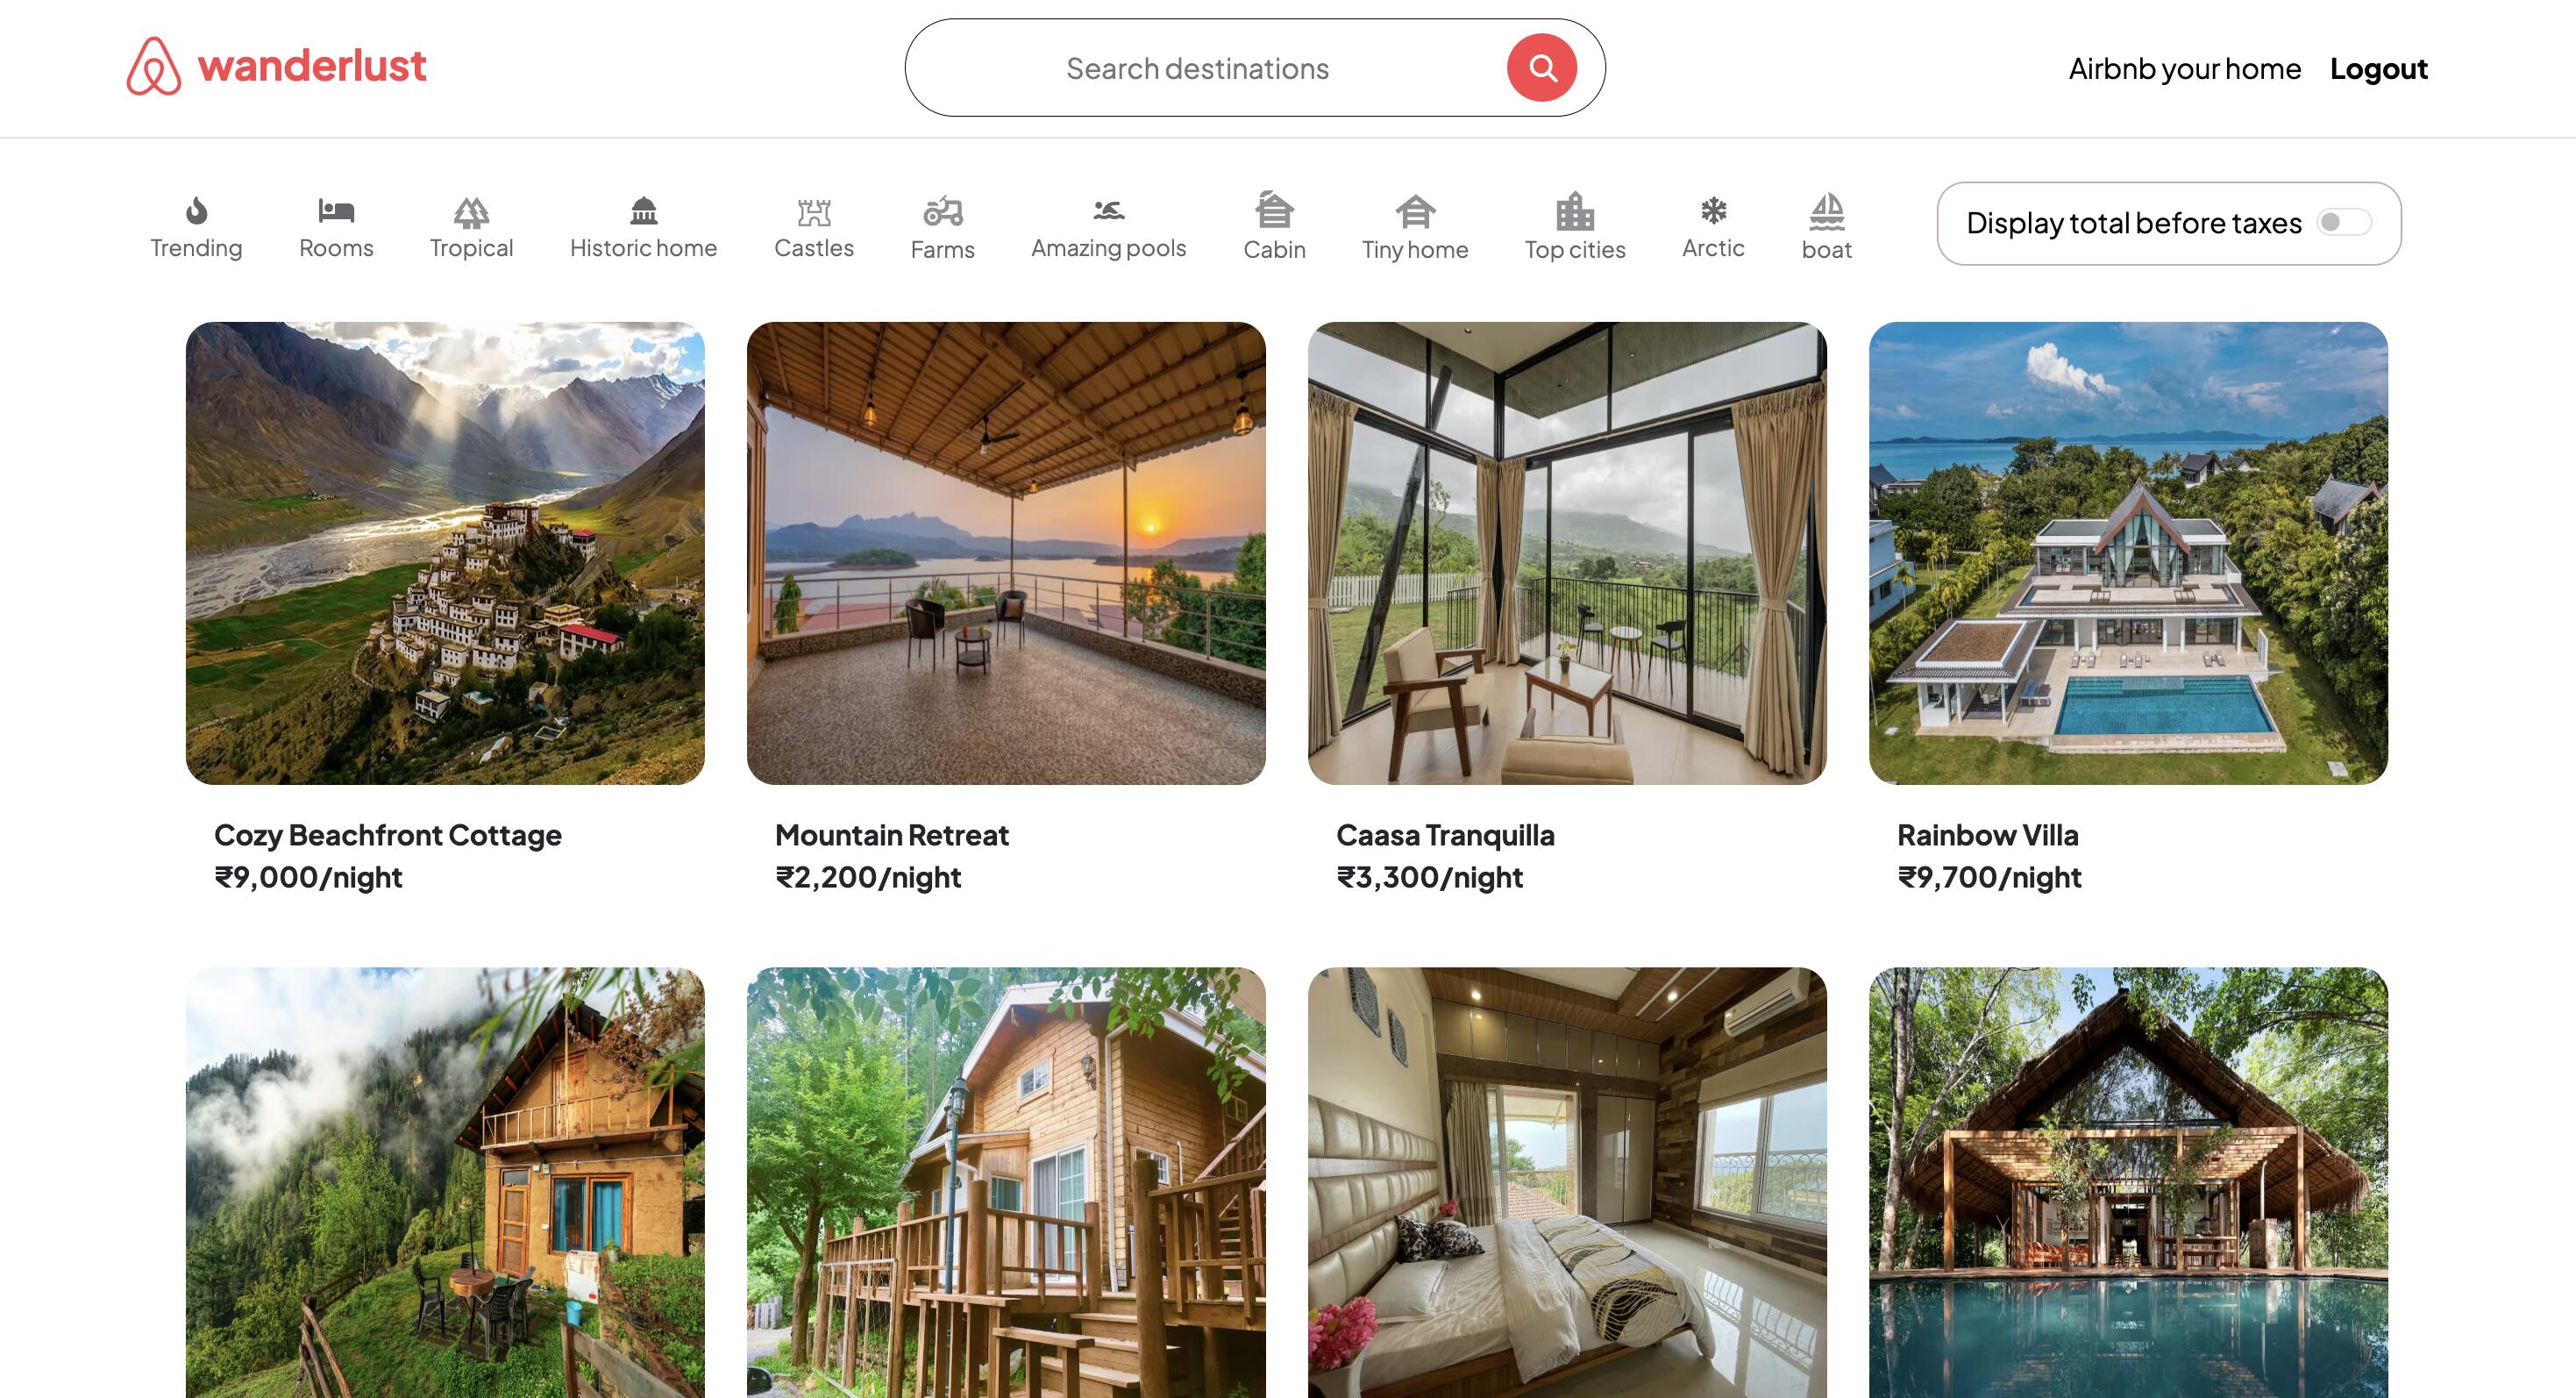 wanderlust
Search destinations
Airbnb your home
Logout
Trending
Rooms
Tropical
Historic home
Castles
Farms
Amazing pools
Cabin
Tiny home
Top cities
Arctic
boat
Display total before taxes
Cozy Beachfront Cottage
₹9,000/night
Mountain Retreat
₹2,200/night
Caasa Tranquilla
₹3,300/night
Rainbow Villa
₹9,700/night